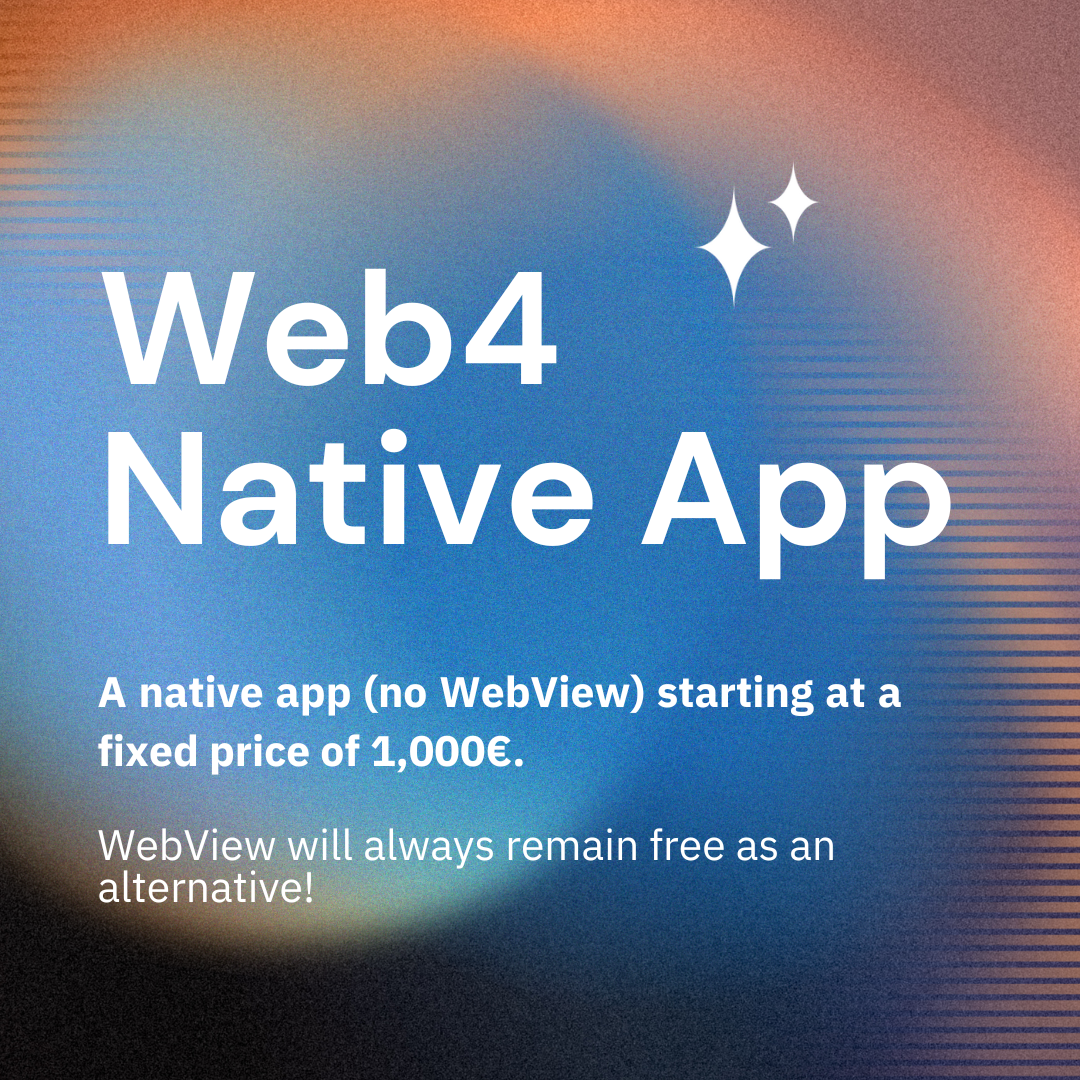 Web4
Native App
A native app (no WebView) starting at a
fixed price of 1,000€.
WebView will always remain free as an
alternative!